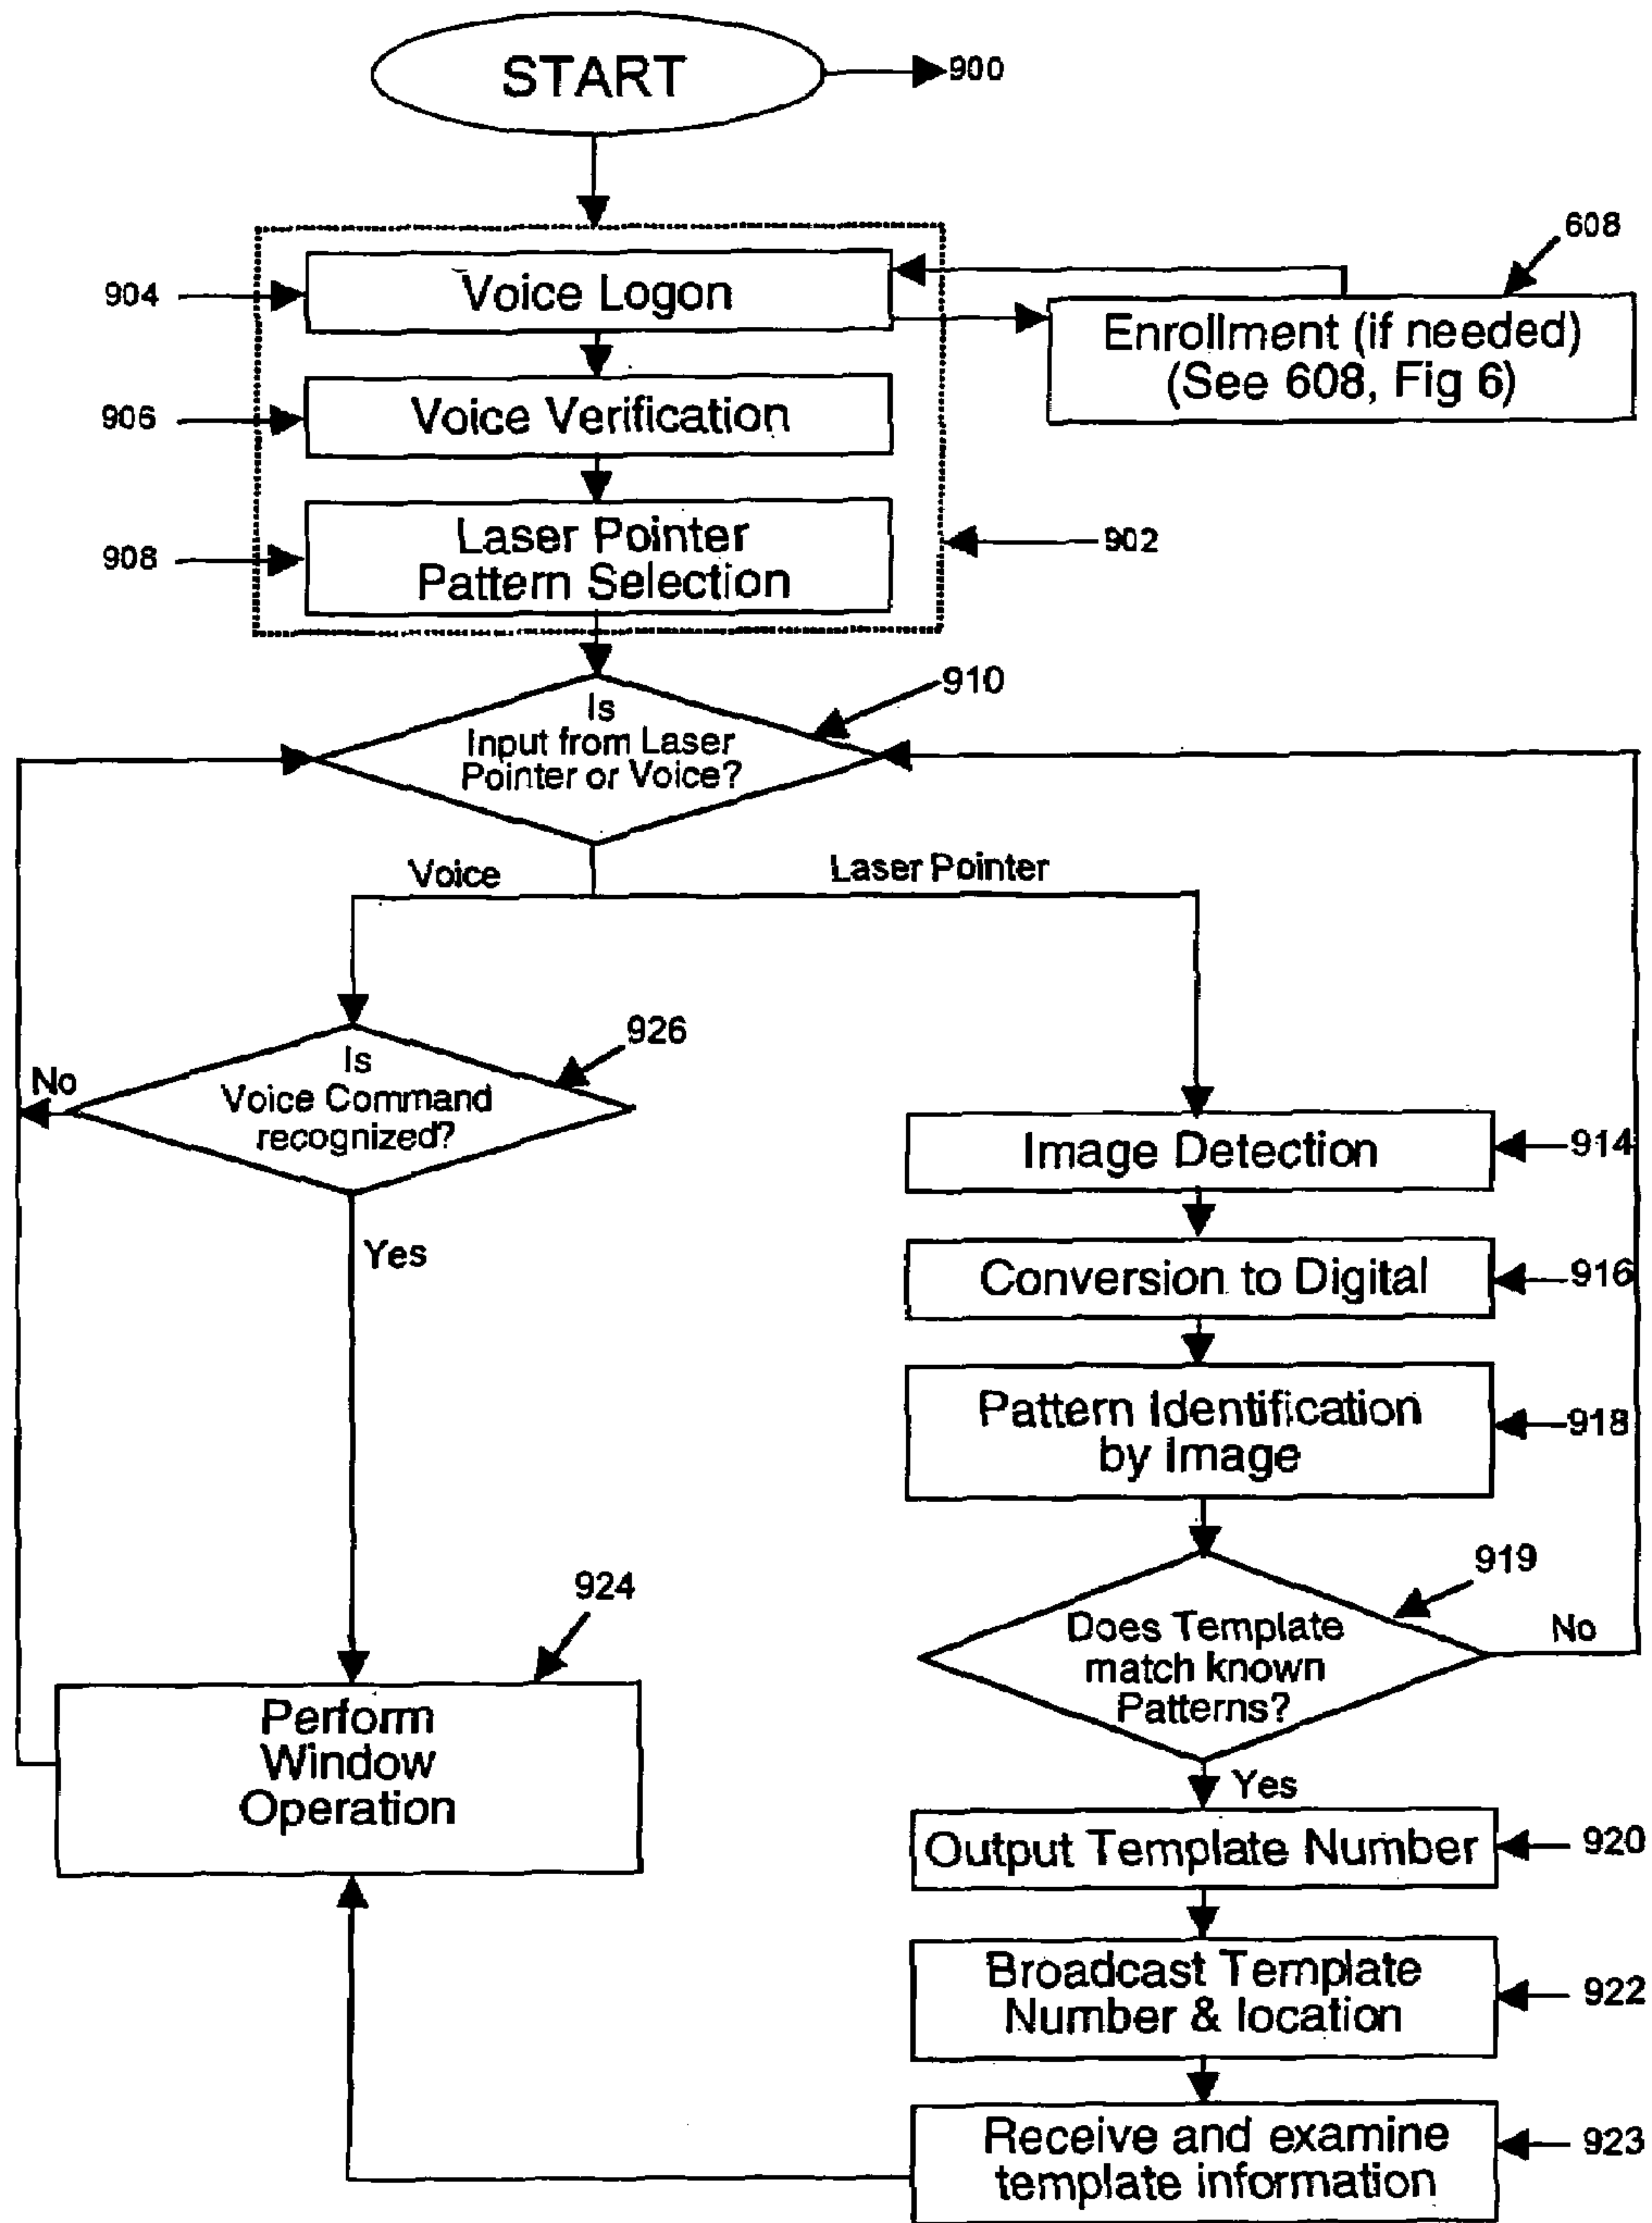 START
900
608
904
Voice Logon
Enrollment (if needed)
(See 608, Fig 6)
906
Voice Verification
908
Laser Pointer
Pattern Selection
902
910
Is
Input from Laser
Pointer or Voice?
Voice
Laser Pointer
926
No
Is
Voice Command
recognized?
Yes
Image Detection
914
Conversion to Digital
916
Pattern Identification
by Image
918
919
Does Template
match known
Patterns?
No
Yes
924
Perform
Window
Operation
Output Template Number
920
Broadcast Template
Number & location
922
Receive and examine
template information
923